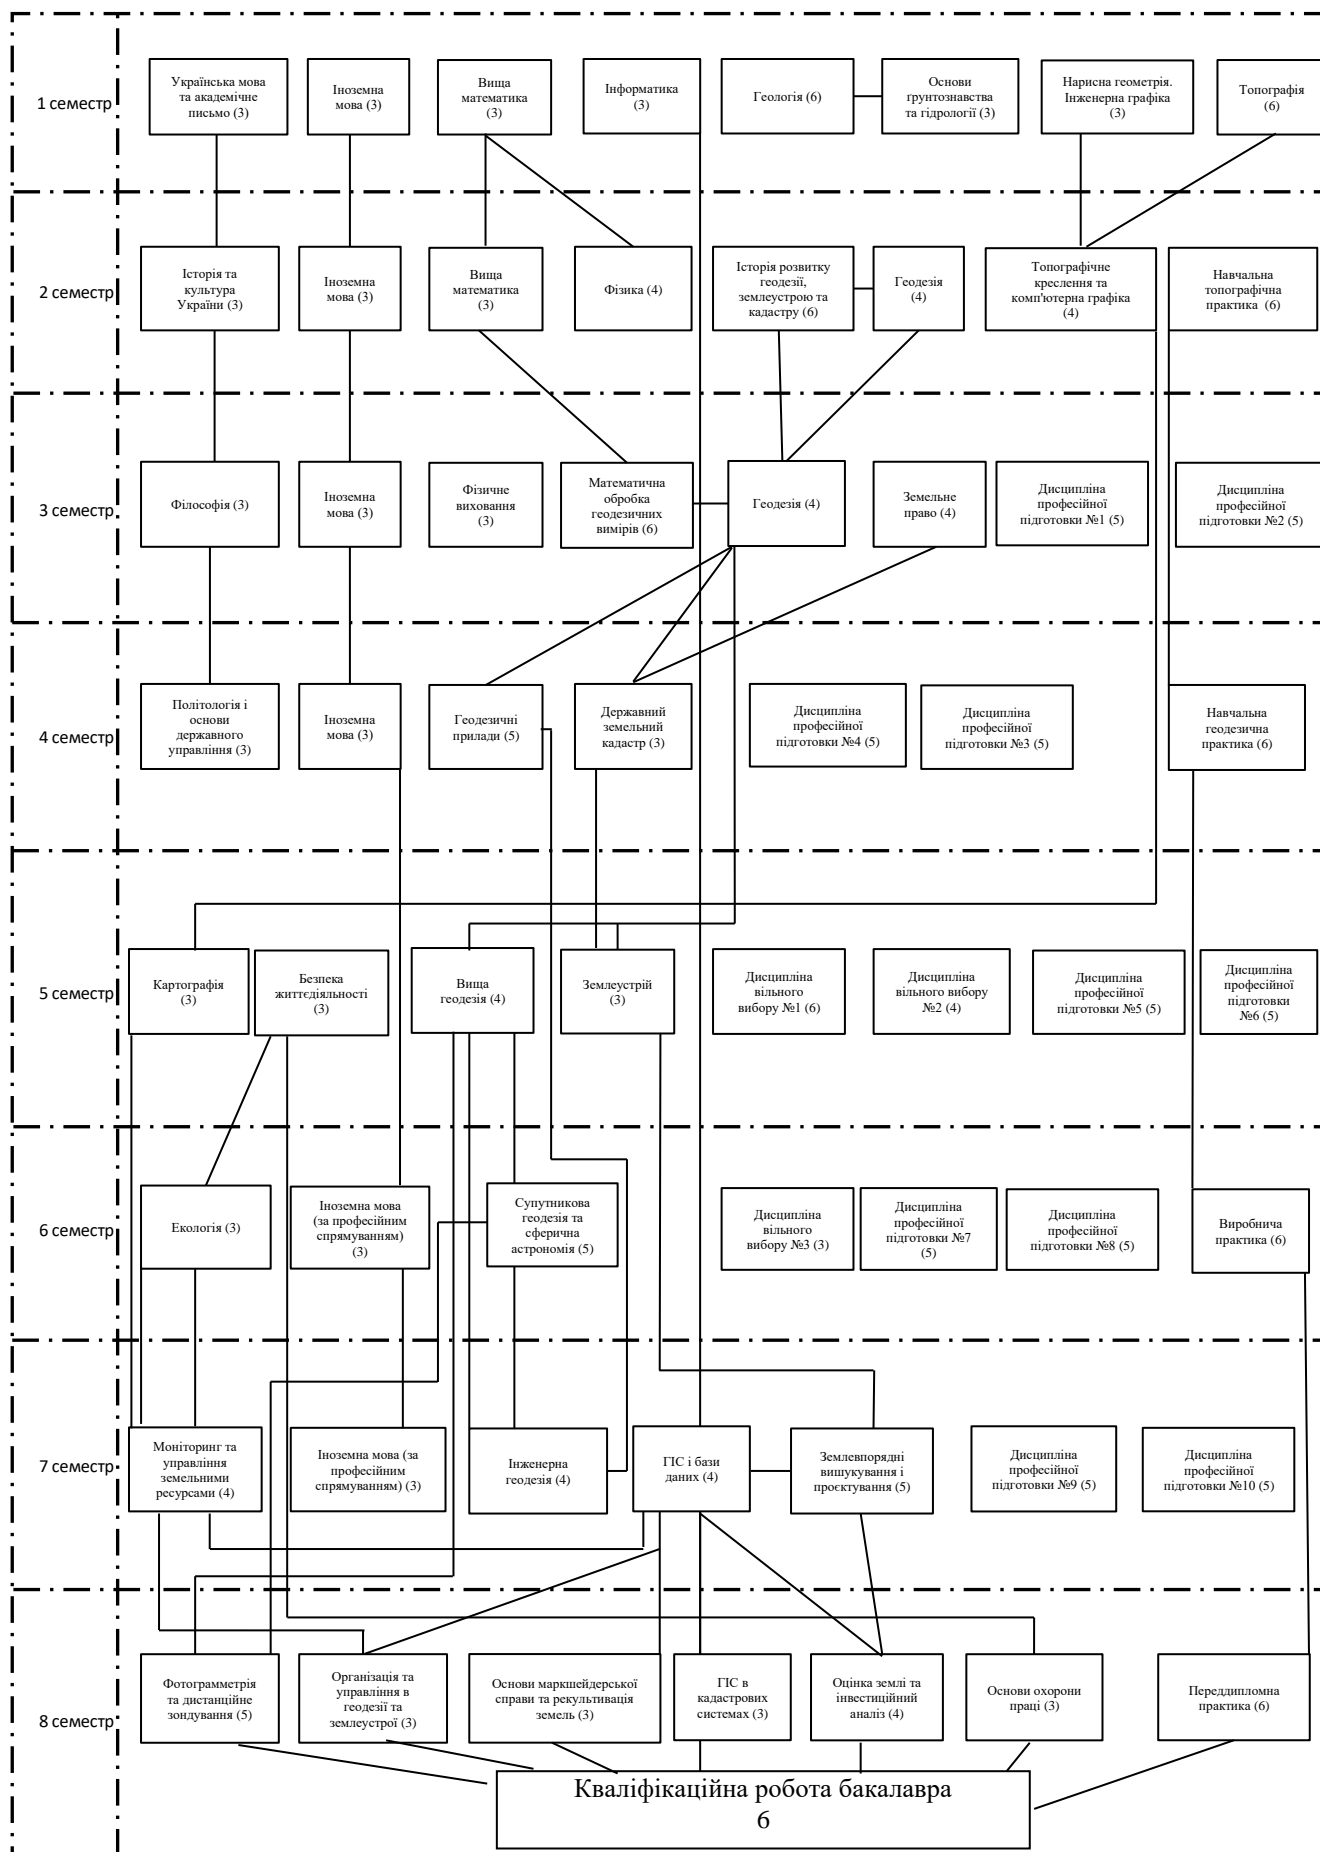 1 семестр
Українська мова
та академічне
письмо (3)
Іноземна
мова (3)
Вища
математика
(3)
Інформатика
(3)
Геологія (6)
Основи
ґрунтознавства
та гідрології (3)
Нарисна геометрія.
Інженерна графіка
(3)
Топографія
(6)
2 семестр
Історія та
культура
України (3)
Іноземна
мова (3)
Вища
математика
(3)
Фізика (4)
Історія розвитку
геодезії,
землеустрою та
кадастру (6)
Геодезія
(4)
Топографічне
креслення та
комп'ютерна графіка
(4)
Навчальна
топографічна
практика (6)
3 семестр
Філософія (3)
Іноземна
мова (3)
Фізичне
виховання
(3)
Математична
обробка
геодезичних
вимірів (6)
Геодезія (4)
Земельне
право (4)
Дисципліна
професійної
підготовки №1 (5)
Дисципліна
професійної
підготовки №2 (5)
4 семестр
Політологія і
основи
державного
управління (3)
Іноземна
мова (3)
Геодезичні
прилади (5)
Державний
земельний
кадастр (3)
Дисципліна
професійної
підготовки №4 (5)
Дисципліна
професійної
підготовки №3 (5)
Навчальна
геодезична
практика (6)
5 семестр
Картографія
(3)
Безпека
життєдіяльності
(3)
Вища
геодезія (4)
Землеустрій
(3)
Дисципліна
вільного
вибору №1 (6)
Дисципліна
вільного вибору
№2 (4)
Дисципліна
професійної
підготовки №5 (5)
Дисципліна
професійної
підготовки
№6 (5)
6 семестр
Екологія (3)
Іноземна мова
(за професійним
спрямуванням)
(3)
Супутникова
геодезія та
сферична
астрономія (5)
Дисципліна
вільного
вибору №3 (3)
Дисципліна
професійної
підготовки №7
(5)
Дисципліна
професійної
підготовки №8 (5)
Виробнича
практика (6)
7 семестр
Моніторинг та
управління
земельними
ресурсами (4)
Іноземна мова (за
професійним
спрямуванням) (3)
Інженерна
геодезія (4)
ГІС і бази
даних (4)
Землевпорядні
вишукування і
проєктування (5)
Дисципліна
професійної
підготовки №9 (5)
Дисципліна
професійної
підготовки №10 (5)
8 семестр
Фотограмметрія
та дистанційне
зондування (5)
Організація та
управління в
геодезії та
землеустрої (3)
Основи маркшейдерської
справи та рекультивація
земель (3)
ГІС в
кадастрових
системах (3)
Оцінка землі та
інвестиційний
аналіз (4)
Основи охорони
праці (3)
Переддипломна
практика (6)
Кваліфікаційна робота бакалавра
6